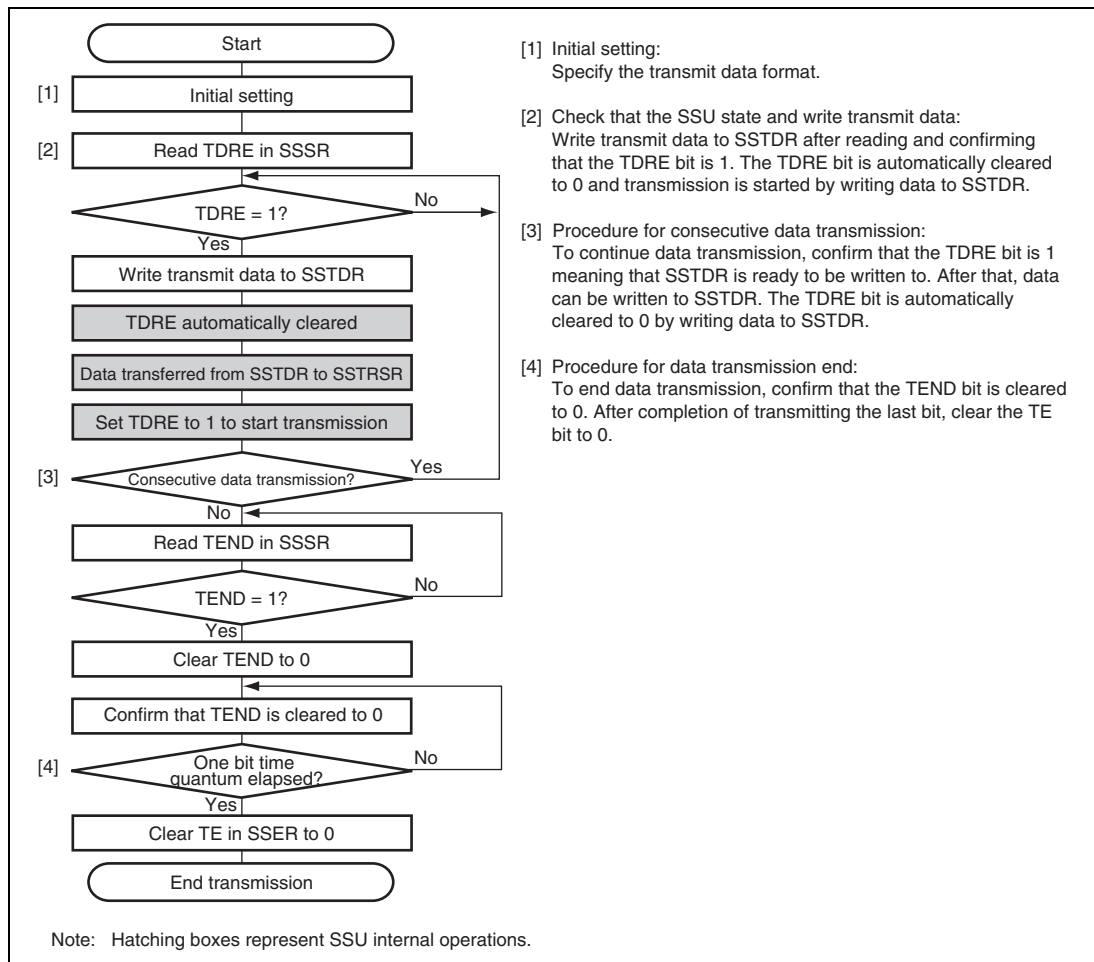 Start
[1] Initial setting
[2] Read TDRE in SSSR
TDRE = 1?
No
Yes
Write transmit data to SSTDR
TDRE automatically cleared
Data transferred from SSTDR to SSTRSR
Set TDRE to 1 to start transmission
[3] Consecutive data transmission?
Yes
No
Read TEND in SSSR
TEND = 1?
No
Yes
Clear TEND to 0
Confirm that TEND is cleared to 0
[4] One bit time
quantum elapsed?
No
Yes
Clear TE in SSER to 0
End transmission
[1] Initial setting:
Specify the transmit data format.
[2] Check that the SSU state and write transmit data:
Write transmit data to SSTDR after reading and confirming
that the TDRE bit is 1. The TDRE bit is automatically cleared
to 0 and transmission is started by writing data to SSTDR.
[3] Procedure for consecutive data transmission:
To continue data transmission, confirm that the TDRE bit is 1
meaning that SSTDR is ready to be written to. After that, data
can be written to SSTDR. The TDRE bit is automatically
cleared to 0 by writing data to SSTDR.
[4] Procedure for data transmission end:
To end data transmission, confirm that the TEND bit is cleared
to 0. After completion of transmitting the last bit, clear the TE
bit to 0.
Note: Hatching boxes represent SSU internal operations.